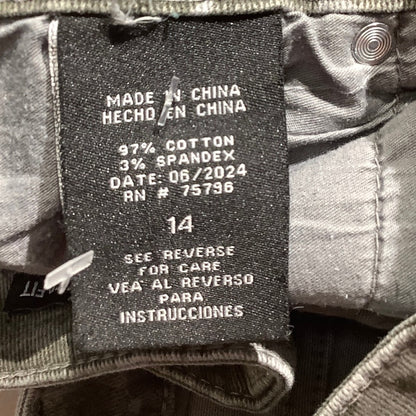 MADE IN CHINA
HECHO EN CHINA
97% COTTON
3% SPANDEX
DATE: 06/2024
RN # 75796
14
SEE REVERSE
FOR CARE
VEA AL REVERSO
PARA
INSTRUCCIONES
FIT